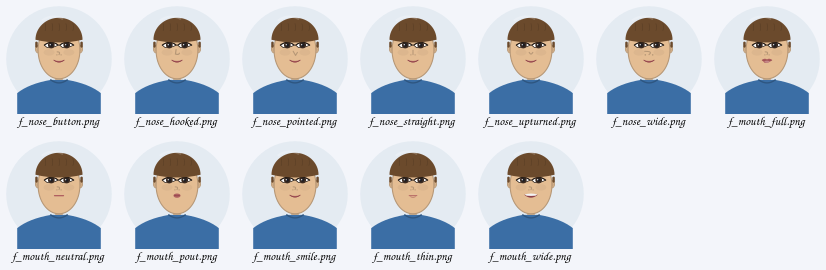 f_nose_button.png
f_nose_hooked.png
f_nose_pointed.png
f_nose_straight.png
f_nose_upturned.png
f_nose_wide.png
f_mouth_full.png
f_mouth_neutral.png
f_mouth_pout.png
f_mouth_smile.png
f_mouth_thin.png
f_mouth_wide.png